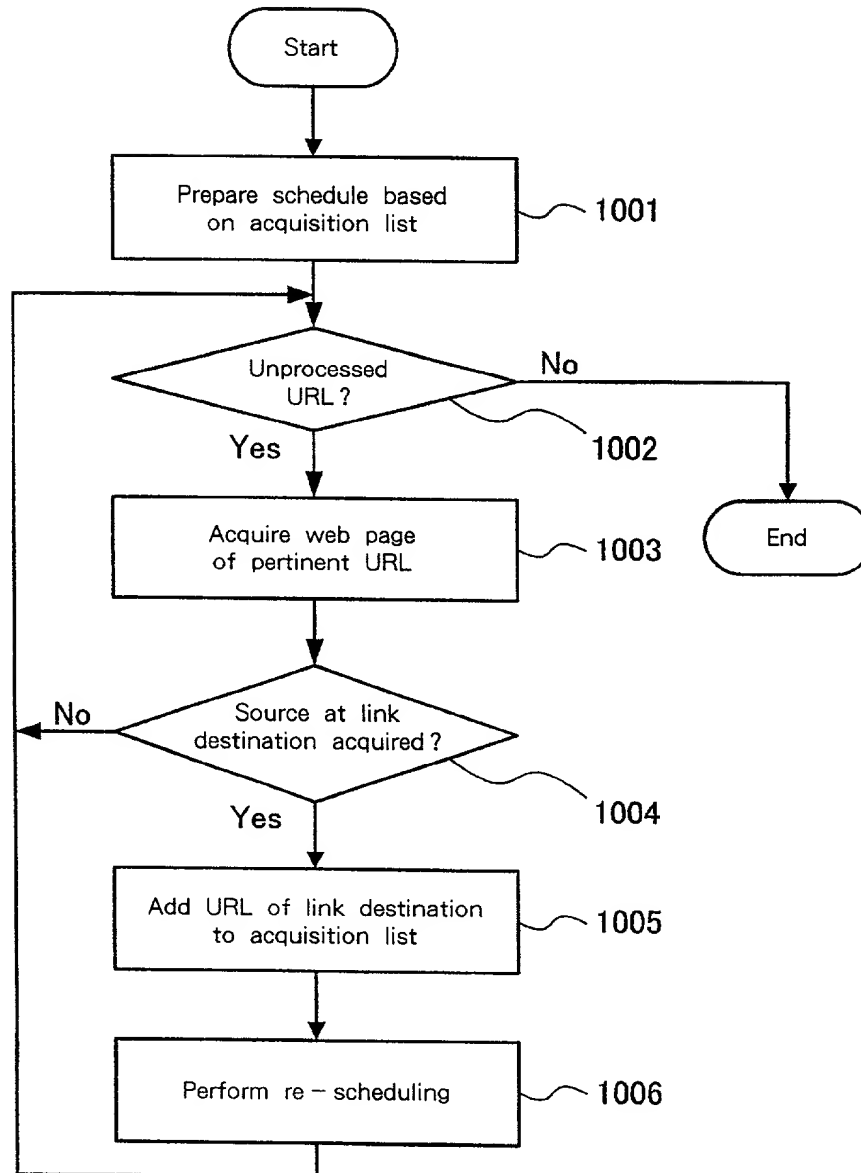 Start
Prepare schedule based
on acquisition list
1001
Unprocessed
URL?
No
1002
Yes
Acquire web page
of pertinent URL
1003
End
No
Source at link
destination acquired?
1004
Yes
Add URL of link destination
to acquisition list
1005
Perform re-scheduling
1006